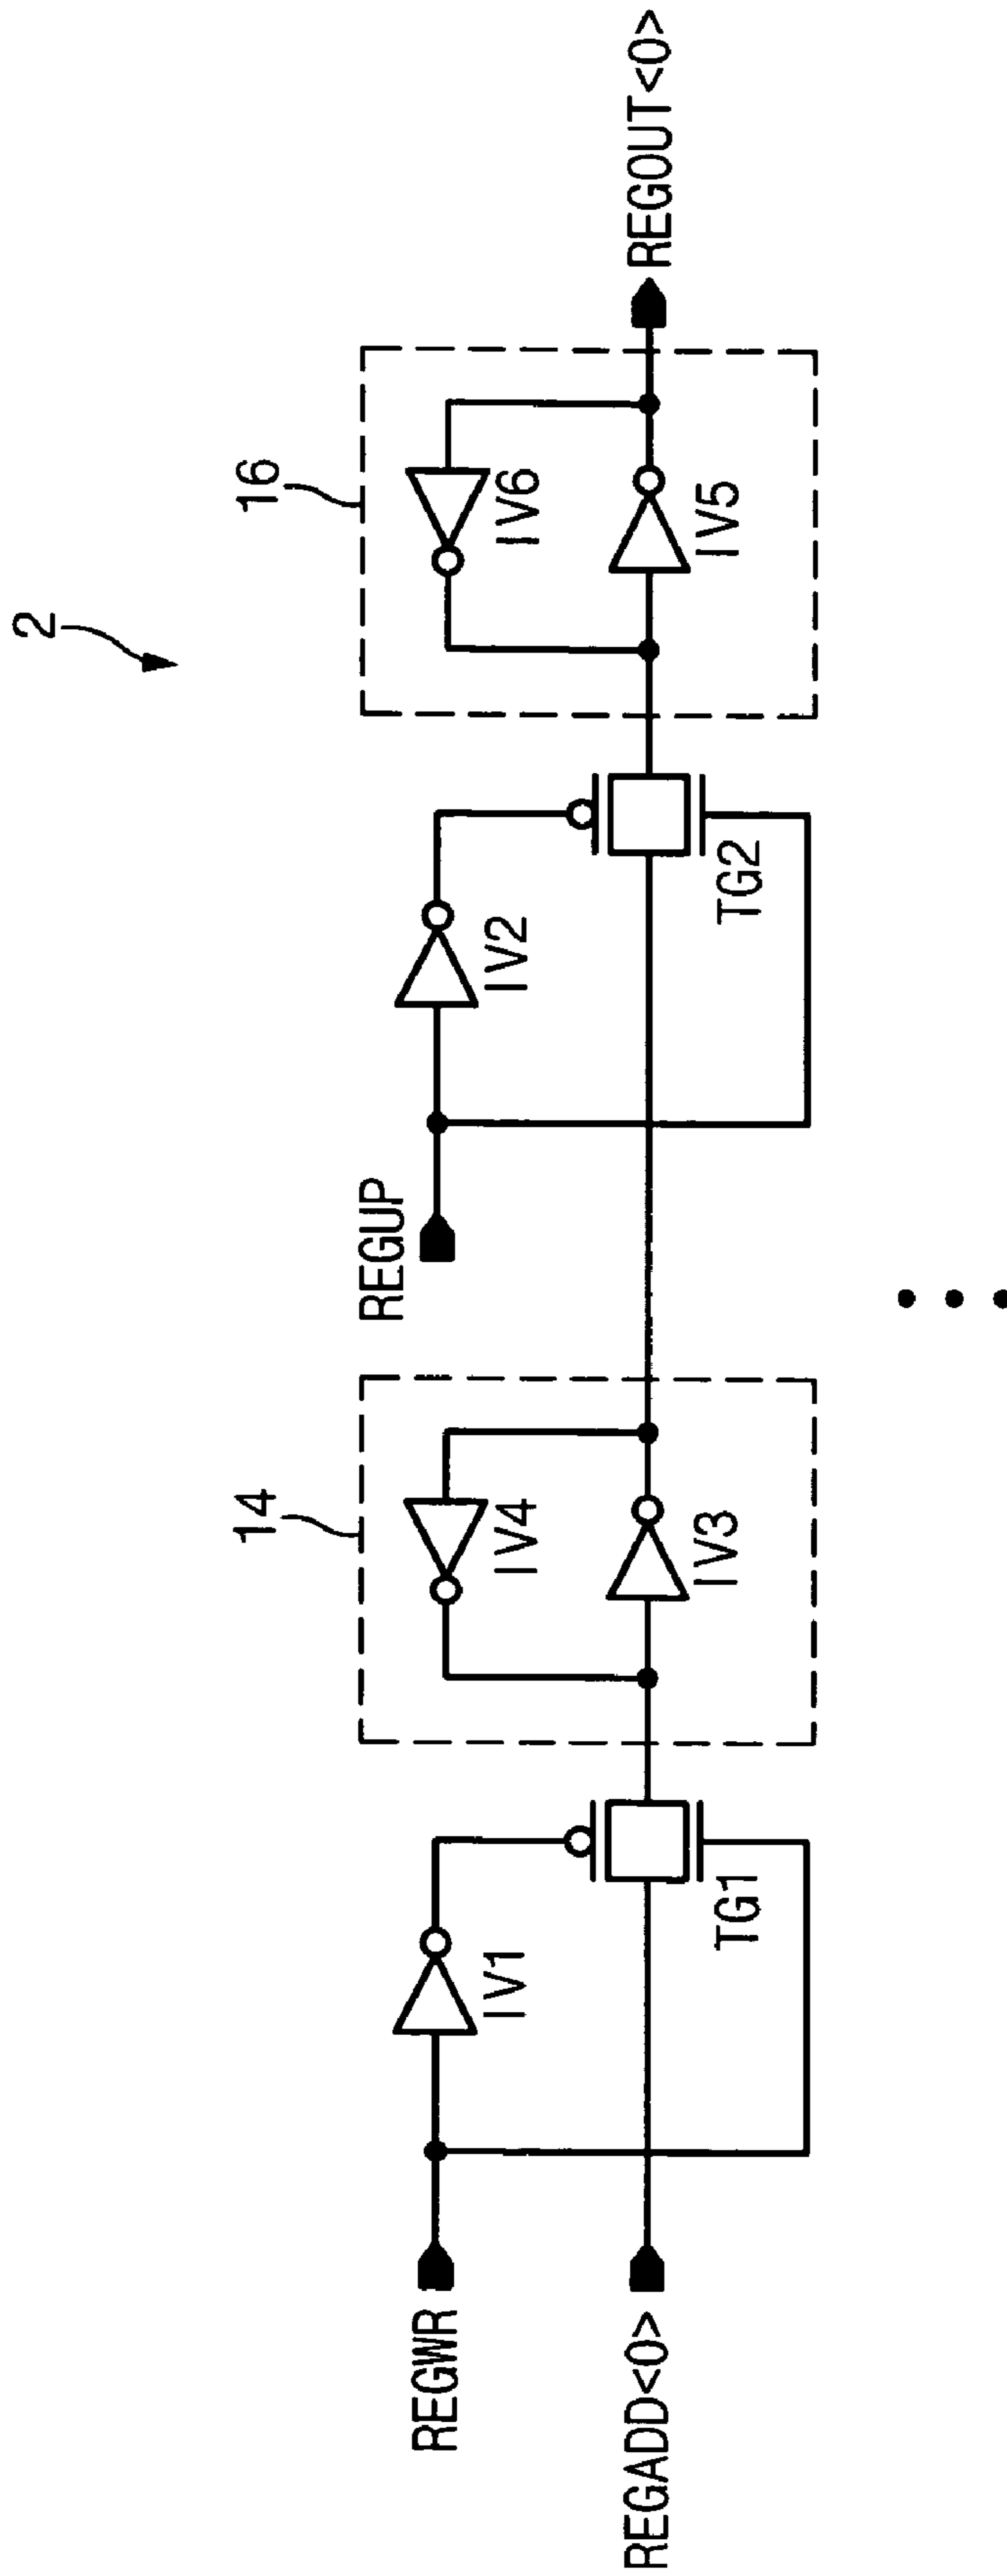 2
14
16
REGWR
IV1
IV4
REGUP
IV2
IV6
REGADD<0>
TG1
IV3
TG2
IV5
REGOUT<0>